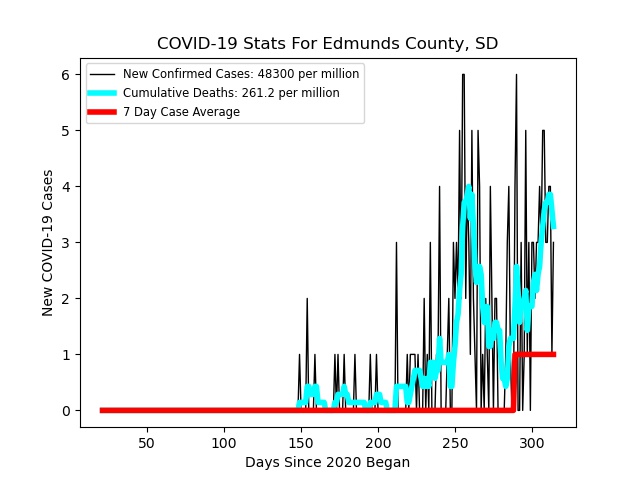 COVID-19 Stats For Edmunds County, SD
New Confirmed Cases: 48300 per million
Cumulative Deaths: 261.2 per million
7 Day Case Average
New COVID-19 Cases
6
5
4
3
2
1
0
50 100 150 200 250 300
Days Since 2020 Began